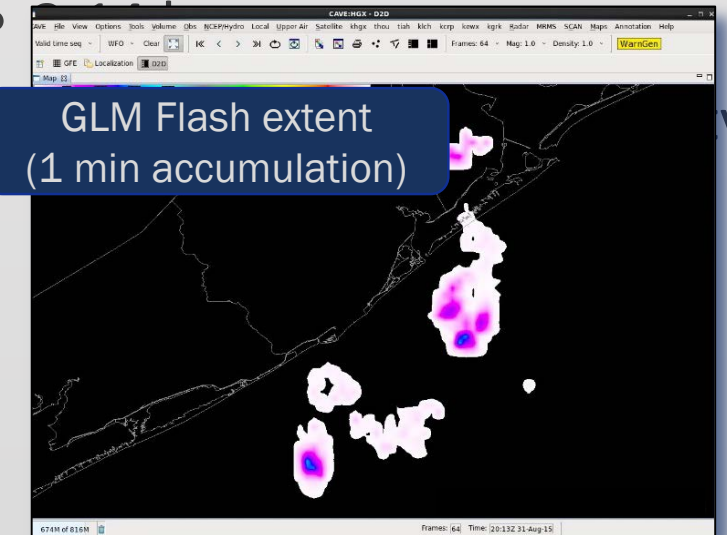 CAVE:HGX - D2D
CAVE File View Options Tools Volume Obs NCEP/Hydro Local Upper Air Satellite khgx thou tiah klch kcrp kewx kgrk Radar MRMS SCAN Maps Annotation Help
Valid time seq WFO Clear Frames: 64 Mag: 1.0 Density: 1.0 WarnGen
GFE Localization D2D
Map
GLM Flash extent
(1 min accumulation)
674M of 816M Frames: 64 Time: 20:13Z 31-Aug-15